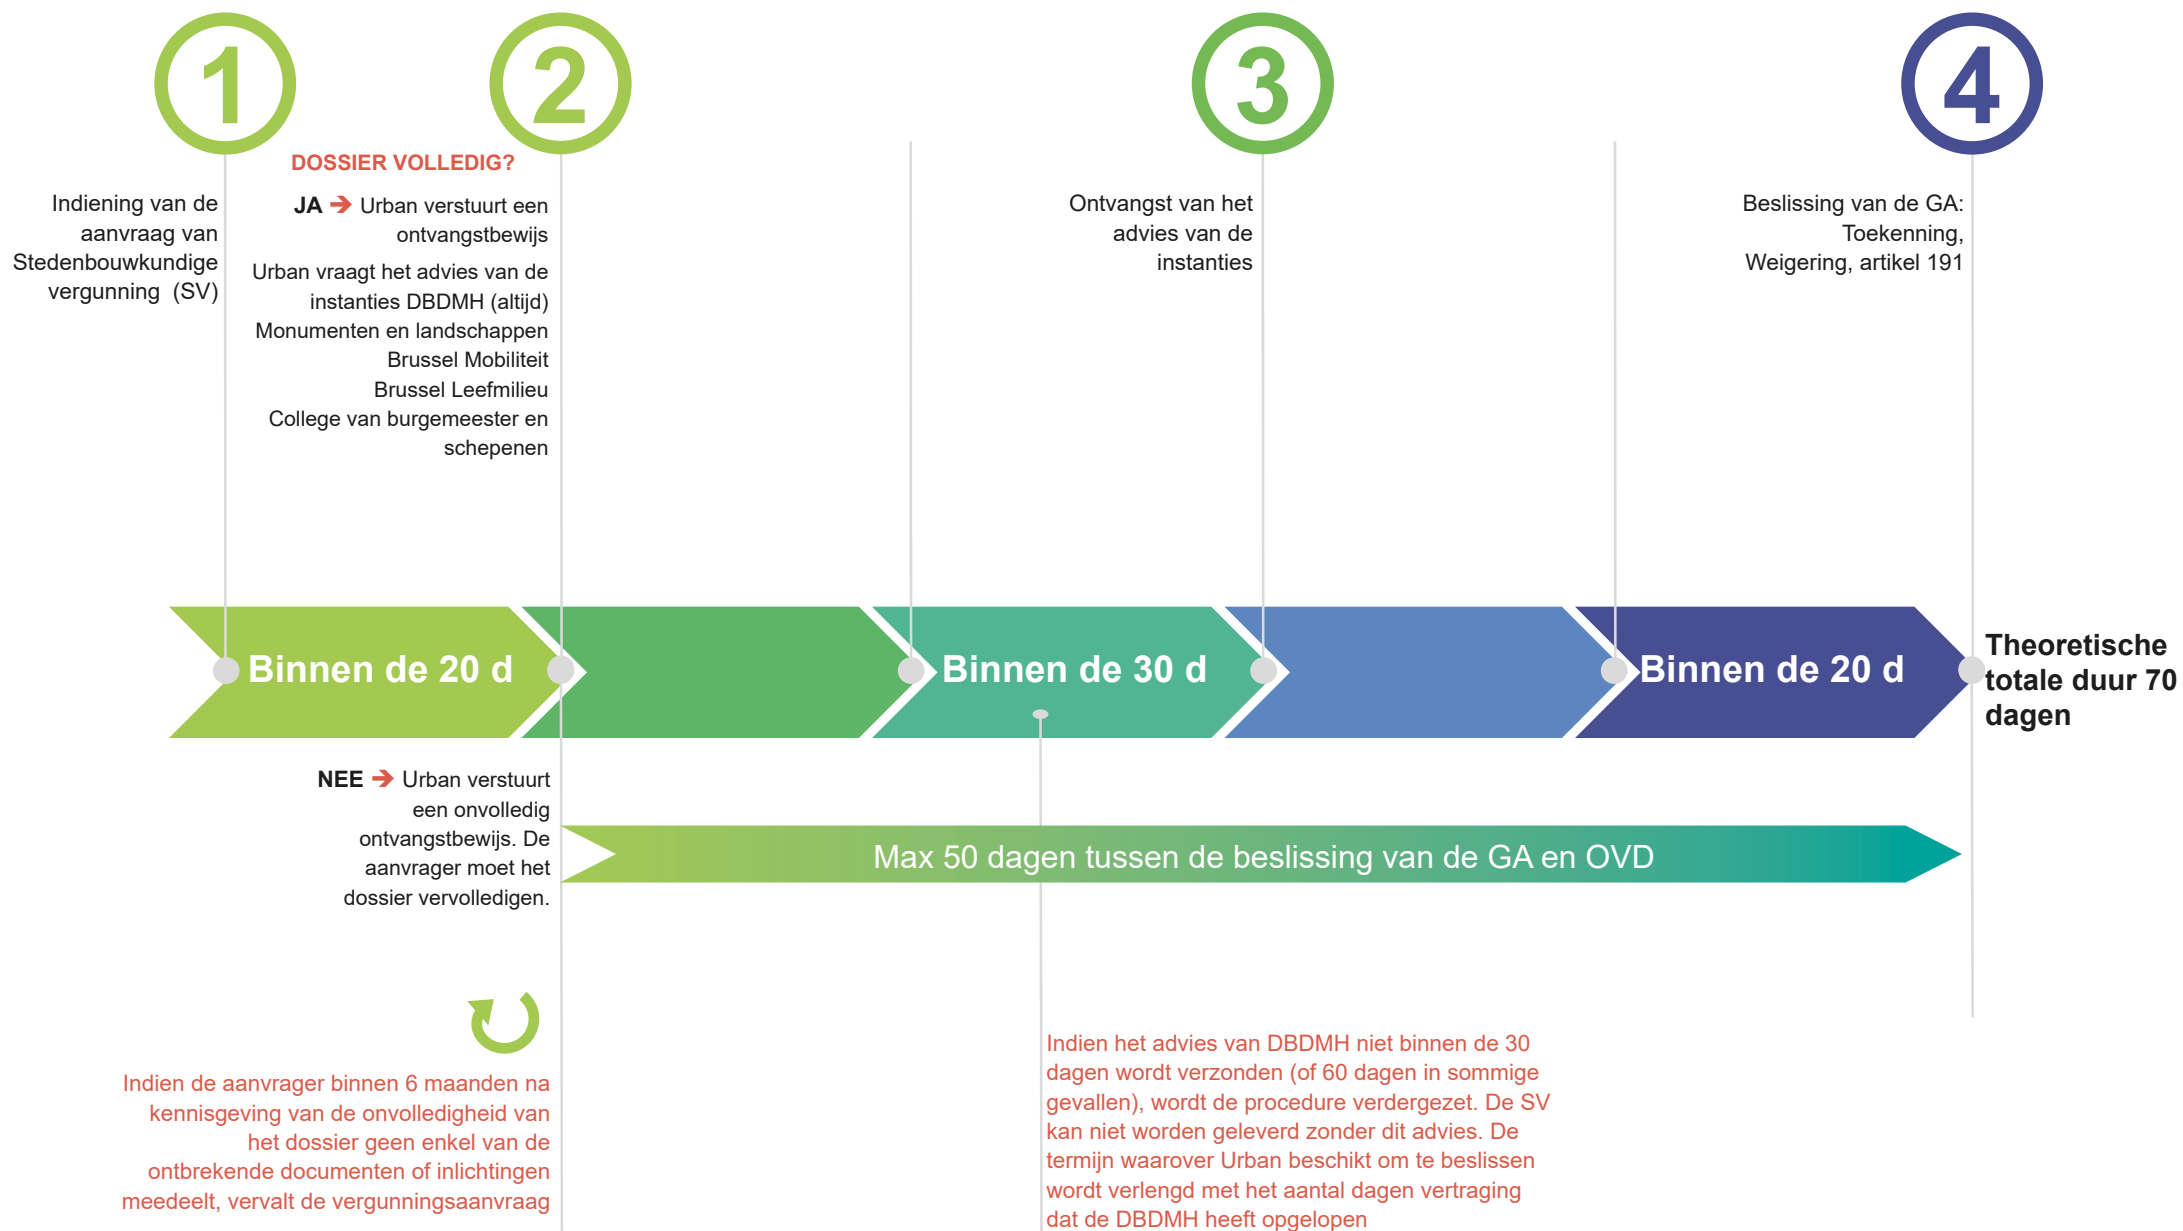 1
2
3
4
Indiening van de
aanvraag van
Stedenbouwkundige
vergunning (SV)
DOSSIER VOLLEDIG?
JA ➔ Urban verstuurt een
ontvangstbewijs
Urban vraagt het advies van de
instanties DBDMH (altijd)
Monumenten en landschappen
Brussel Mobiliteit
Brussel Leefmilieu
College van burgemeester en
schepenen
Ontvangst van het
advies van de
instanties
Beslissing van de GA:
Toekenning,
Weigering, artikel 191
Binnen de 20 d
Binnen de 30 d
Binnen de 20 d
Theoretische
totale duur 70
dagen
NEE ➔ Urban verstuurt
een onvolledig
ontvangstbewijs. De
aanvrager moet het
dossier vervolledigen.
Max 50 dagen tussen de beslissing van de GA en OVD
Indien de aanvrager binnen 6 maanden na
kennisgeving van de onvolledigheid van
het dossier geen enkel van de
ontbrekende documenten of inlichtingen
meedeelt, vervalt de vergunningsaanvraag
Indien het advies van DBDMH niet binnen de 30
dagen wordt verzonden (of 60 dagen in sommige
gevallen), wordt de procedure verdergezet. De SV
kan niet worden geleverd zonder dit advies. De
termijn waarover Urban beschikt om te beslissen
wordt verlengd met het aantal dagen vertraging
dat de DBDMH heeft opgelopen